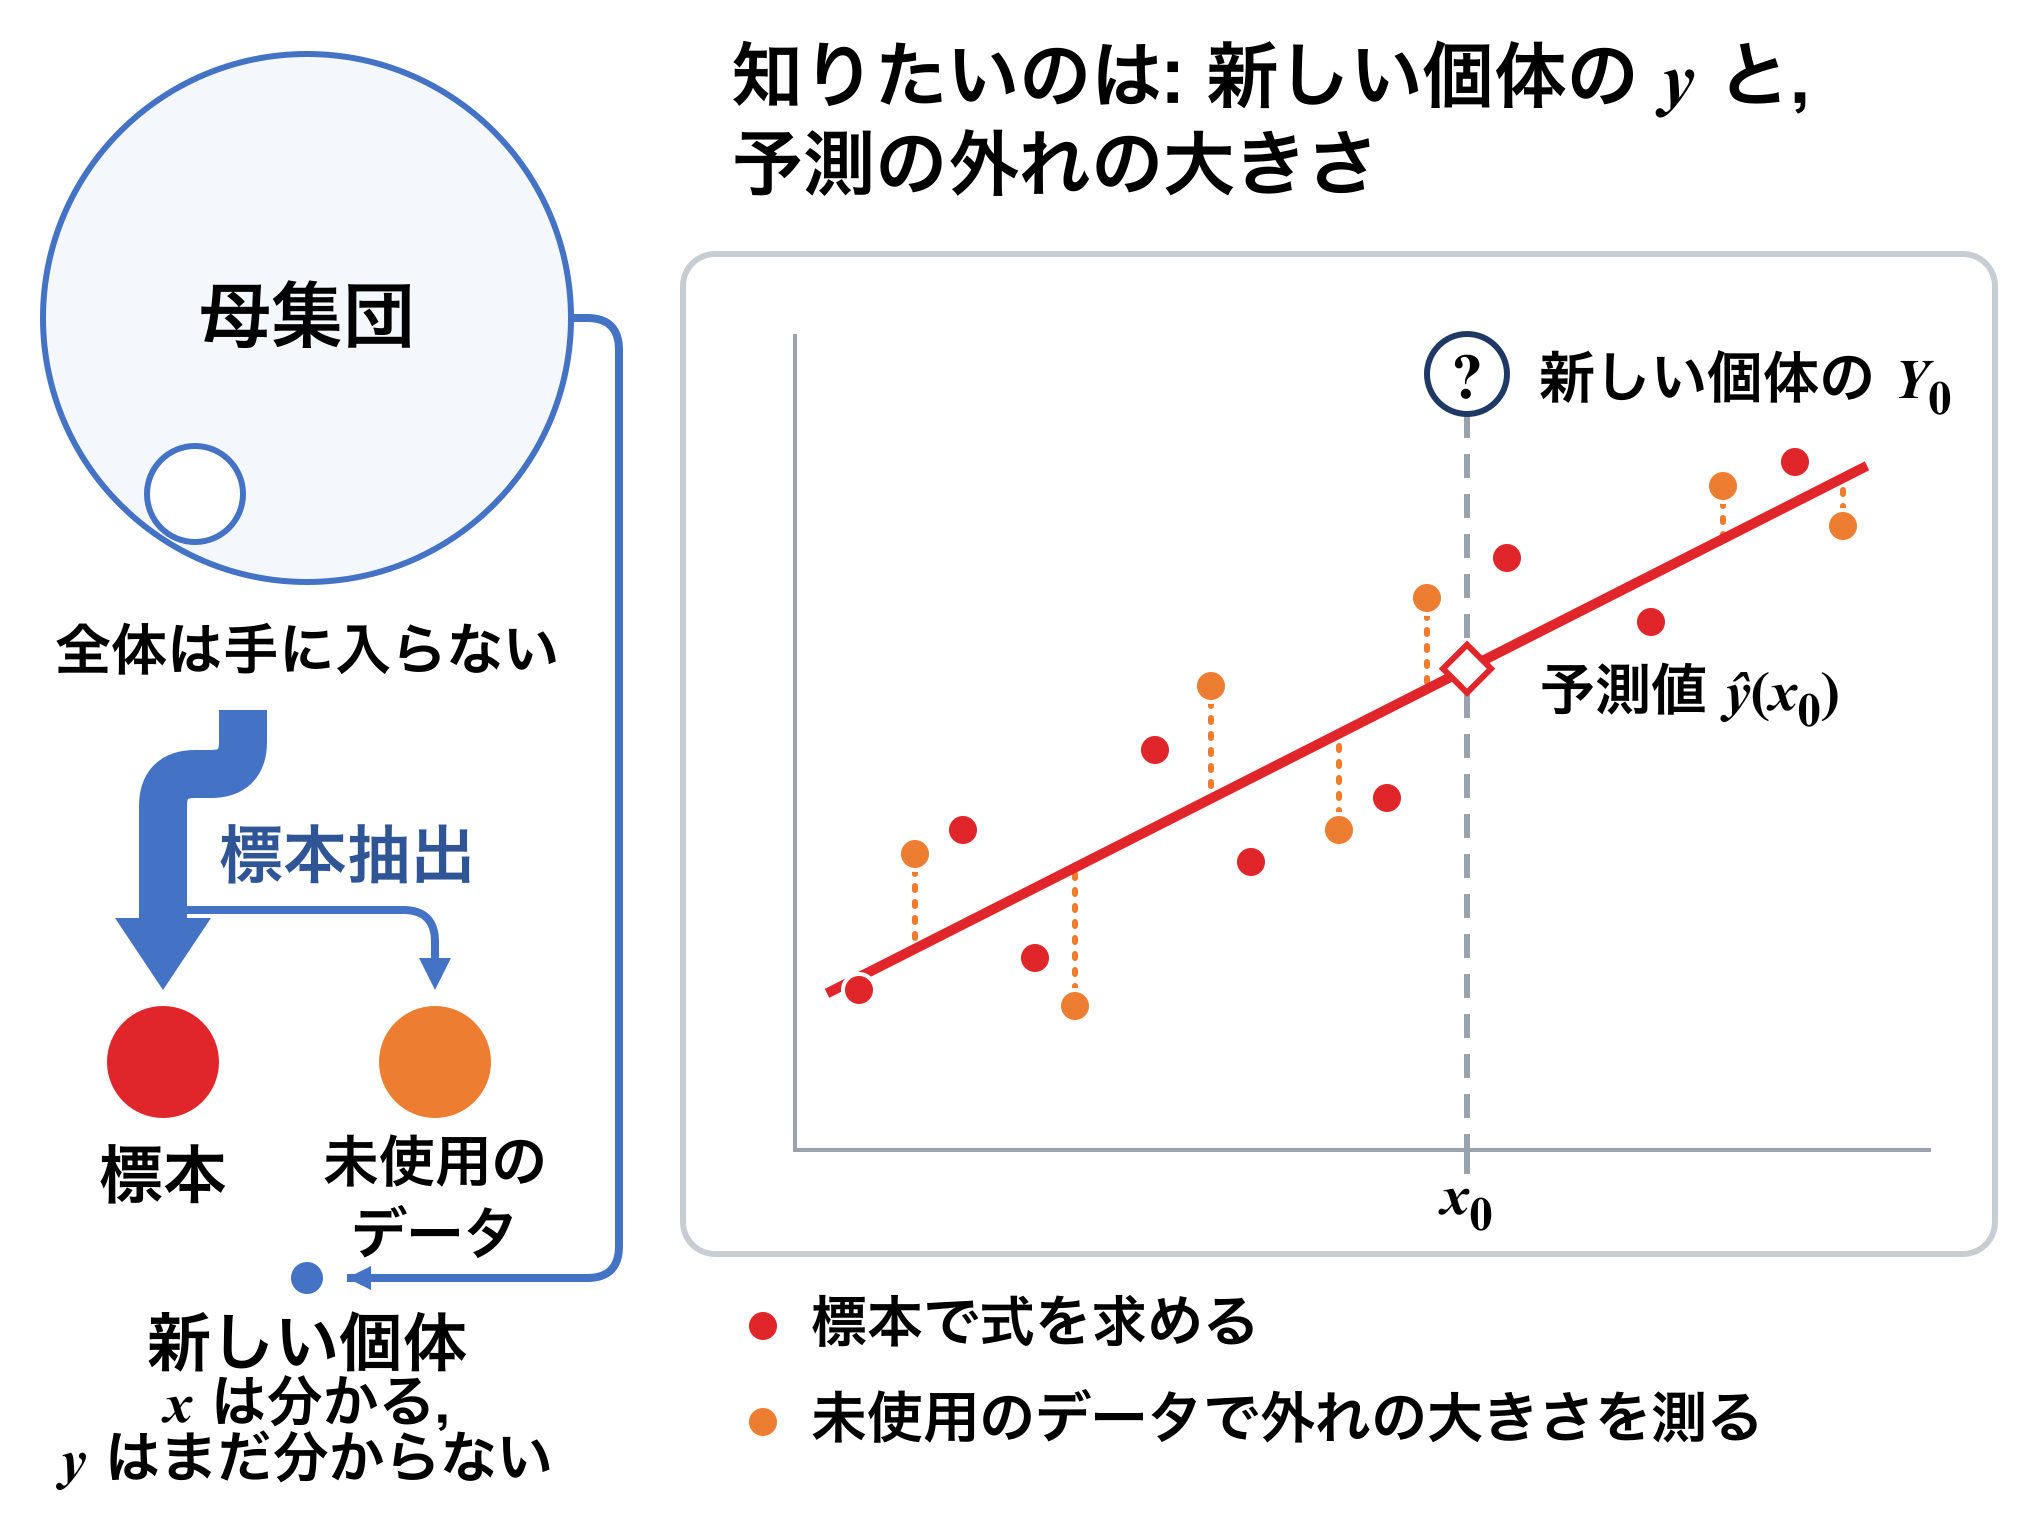 知りたいのは: 新しい個体の y と,
予測の外れの大きさ
母集団
全体は手に入らない
標本抽出
標本
未使用の
データ
新しい個体
x は分かる,
y はまだ分からない
?
新しい個体の Y₀
予測値 ŷ(x₀)
x₀
標本で式を求める
未使用のデータで外れの大きさを測る